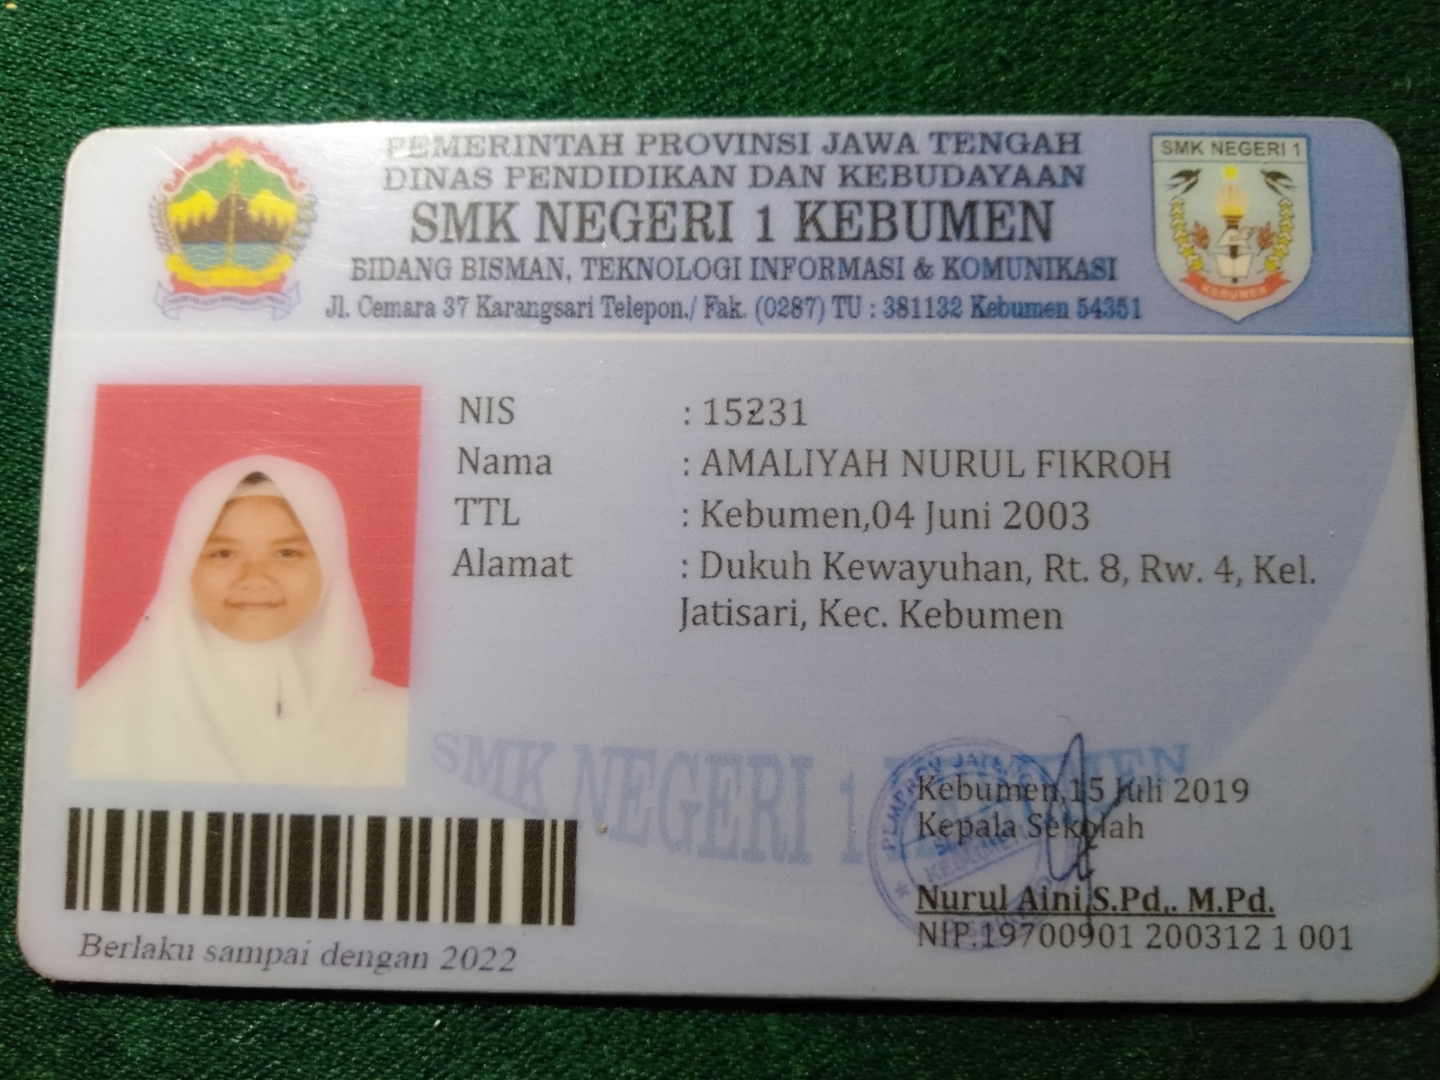 PEMERINTAH PROVINSI JAWA TENGAH
DINAS PENDIDIKAN DAN KEBUDAYAAN
SMK NEGERI 1 KEBUMEN
BIDANG BISMAN, TEKNOLOGI INFORMASI & KOMUNIKASI
Jl. Cemara 37 Karangsari Telepon./ Fak. (0287) TU : 381132 Kebumen 54351
SMK NEGERI 1
KEBUMEN
NIS : 15231
Nama : AMALIYAH NURUL FIKROH
TTL : Kebumen,04 Juni 2003
Alamat : Dukuh Kewayuhan, Rt. 8, Rw. 4, Kel.
Jatisari, Kec. Kebumen
SMK NEGERI 1 KEBUMEN
Kebumen,15 Juli 2019
Kepala Sekolah
Nurul Aini,S.Pd,. M.Pd.
NIP.19700901 200312 1 001
Berlaku sampai dengan 2022